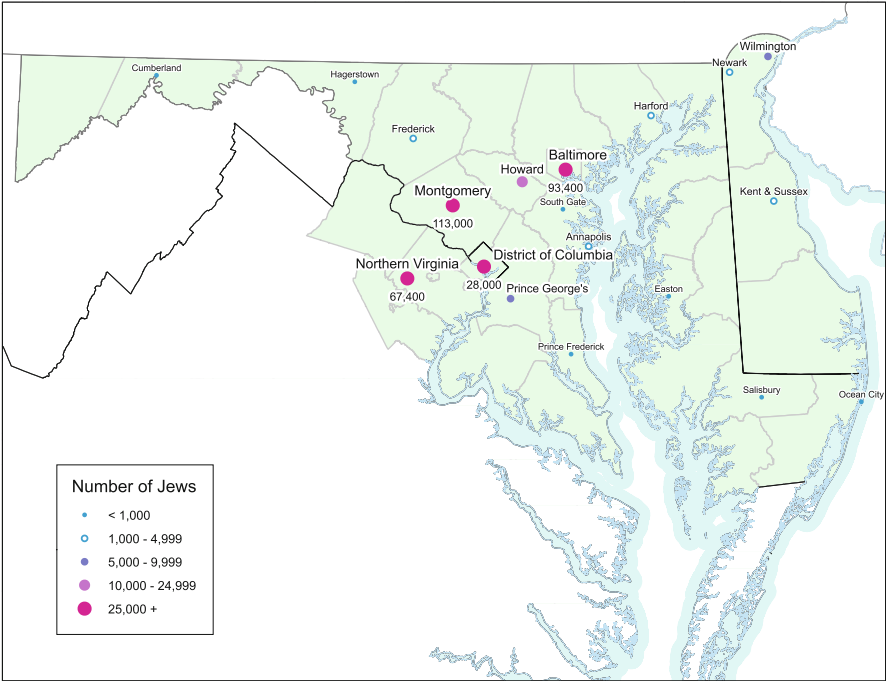 Wilmington
Newark
Cumberland
Hagerstown
Harford
Frederick
Baltimore
93,400
Howard
Montgomery
113,000
South Gate
Kent & Sussex
Annapolis
District of Columbia
28,000
Northern Virginia
67,400
Prince George's
Easton
Prince Frederick
Salisbury
Ocean City
Number of Jews
< 1,000
1,000 - 4,999
5,000 - 9,999
10,000 - 24,999
25,000 +